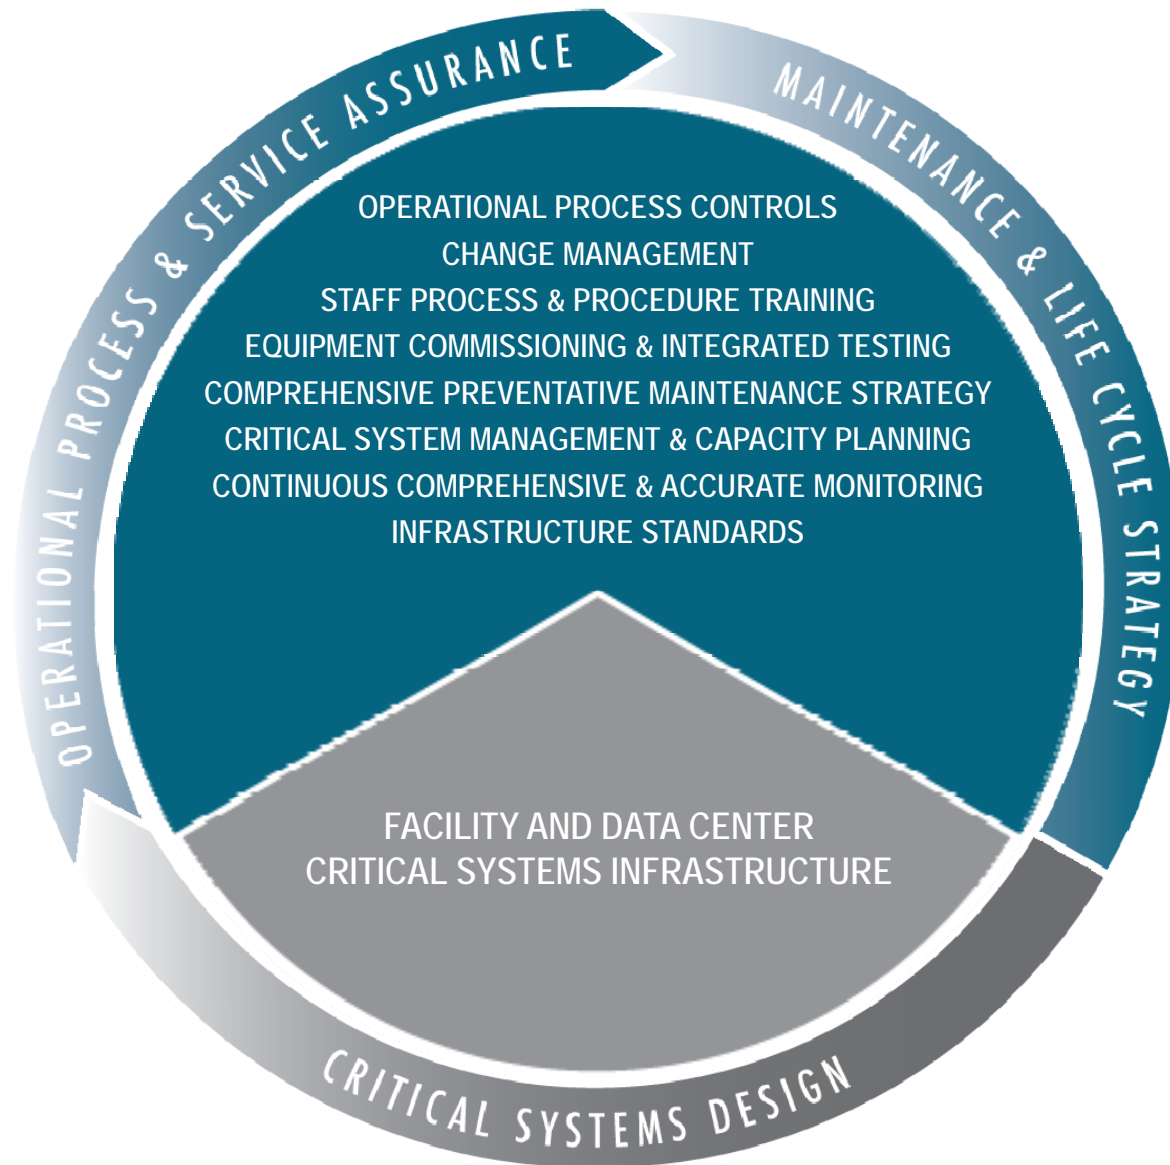 OPERATIONAL PROCESS & SERVICE ASSURANCE
MAINTENANCE & LIFE CYCLE STRATEGY
OPERATIONAL PROCESS CONTROLS
CHANGE MANAGEMENT
STAFF PROCESS & PROCEDURE TRAINING
EQUIPMENT COMMISSIONING & INTEGRATED TESTING
COMPREHENSIVE PREVENTATIVE MAINTENANCE STRATEGY
CRITICAL SYSTEM MANAGEMENT & CAPACITY PLANNING
CONTINUOUS COMPREHENSIVE & ACCURATE MONITORING
INFRASTRUCTURE STANDARDS
FACILITY AND DATA CENTER
CRITICAL SYSTEMS INFRASTRUCTURE
CRITICAL SYSTEMS DESIGN